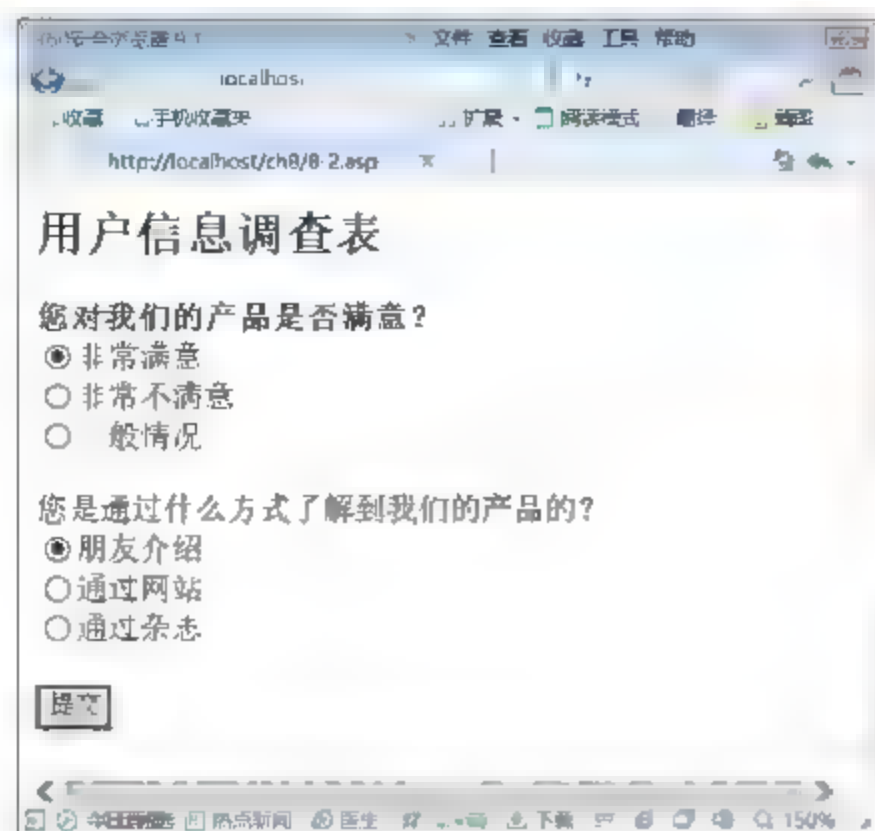 文件 查看 收藏 工具 帮助
localhost
收藏 手机收藏夹 扩展 阅读模式 翻译
http://localhost/ch8/8-2.asp
用户信息调查表
您对我们的产品是否满意?
非常满意
非常不满意
一般情况
您是通过什么方式了解到我们的产品的?
朋友介绍
通过网站
通过杂志
提交
热点新闻 医生 下载 150%